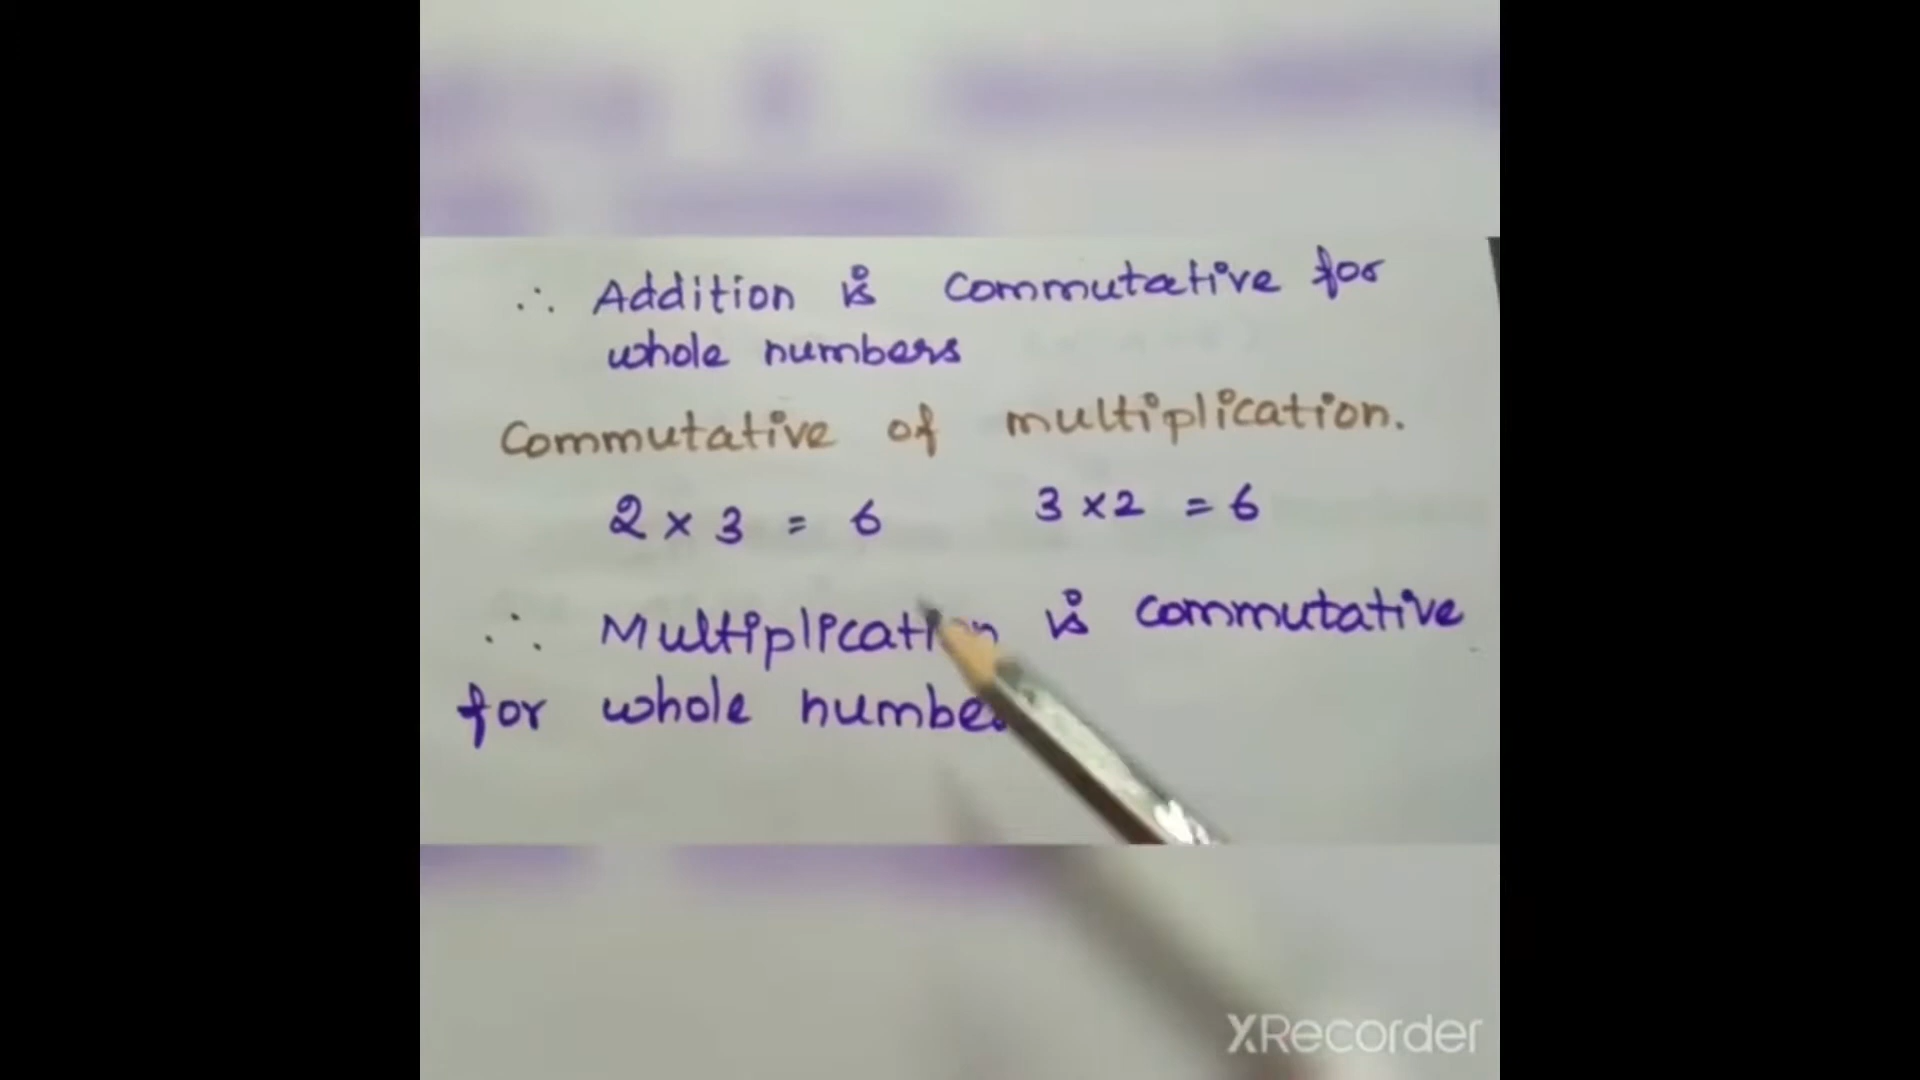 ∴ Addition is commutative for
whole numbers
Commutative of multiplication.
2 × 3 = 6 3 × 2 = 6
∴ Multiplication is commutative
for whole
XRecorder